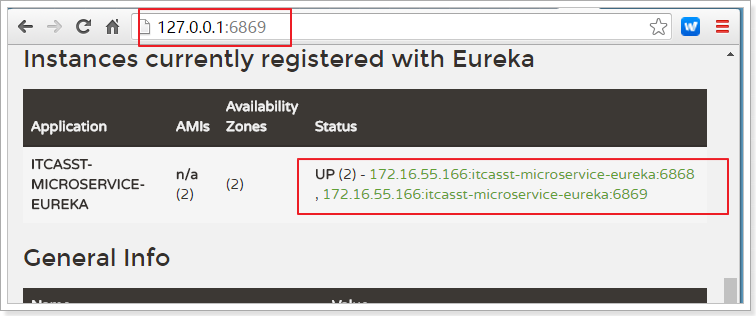 127.0.0.1:6869
Instances currently registered with Eureka
Availability
Application AMIs Zones Status
ITCASST-
MICROSERVICE-
EUREKA
n/a
(2)
(2)
UP (2) - 172.16.55.166:itcasst-microservice-eureka:6868
, 172.16.55.166:itcasst-microservice-eureka:6869
General Info
Name Value